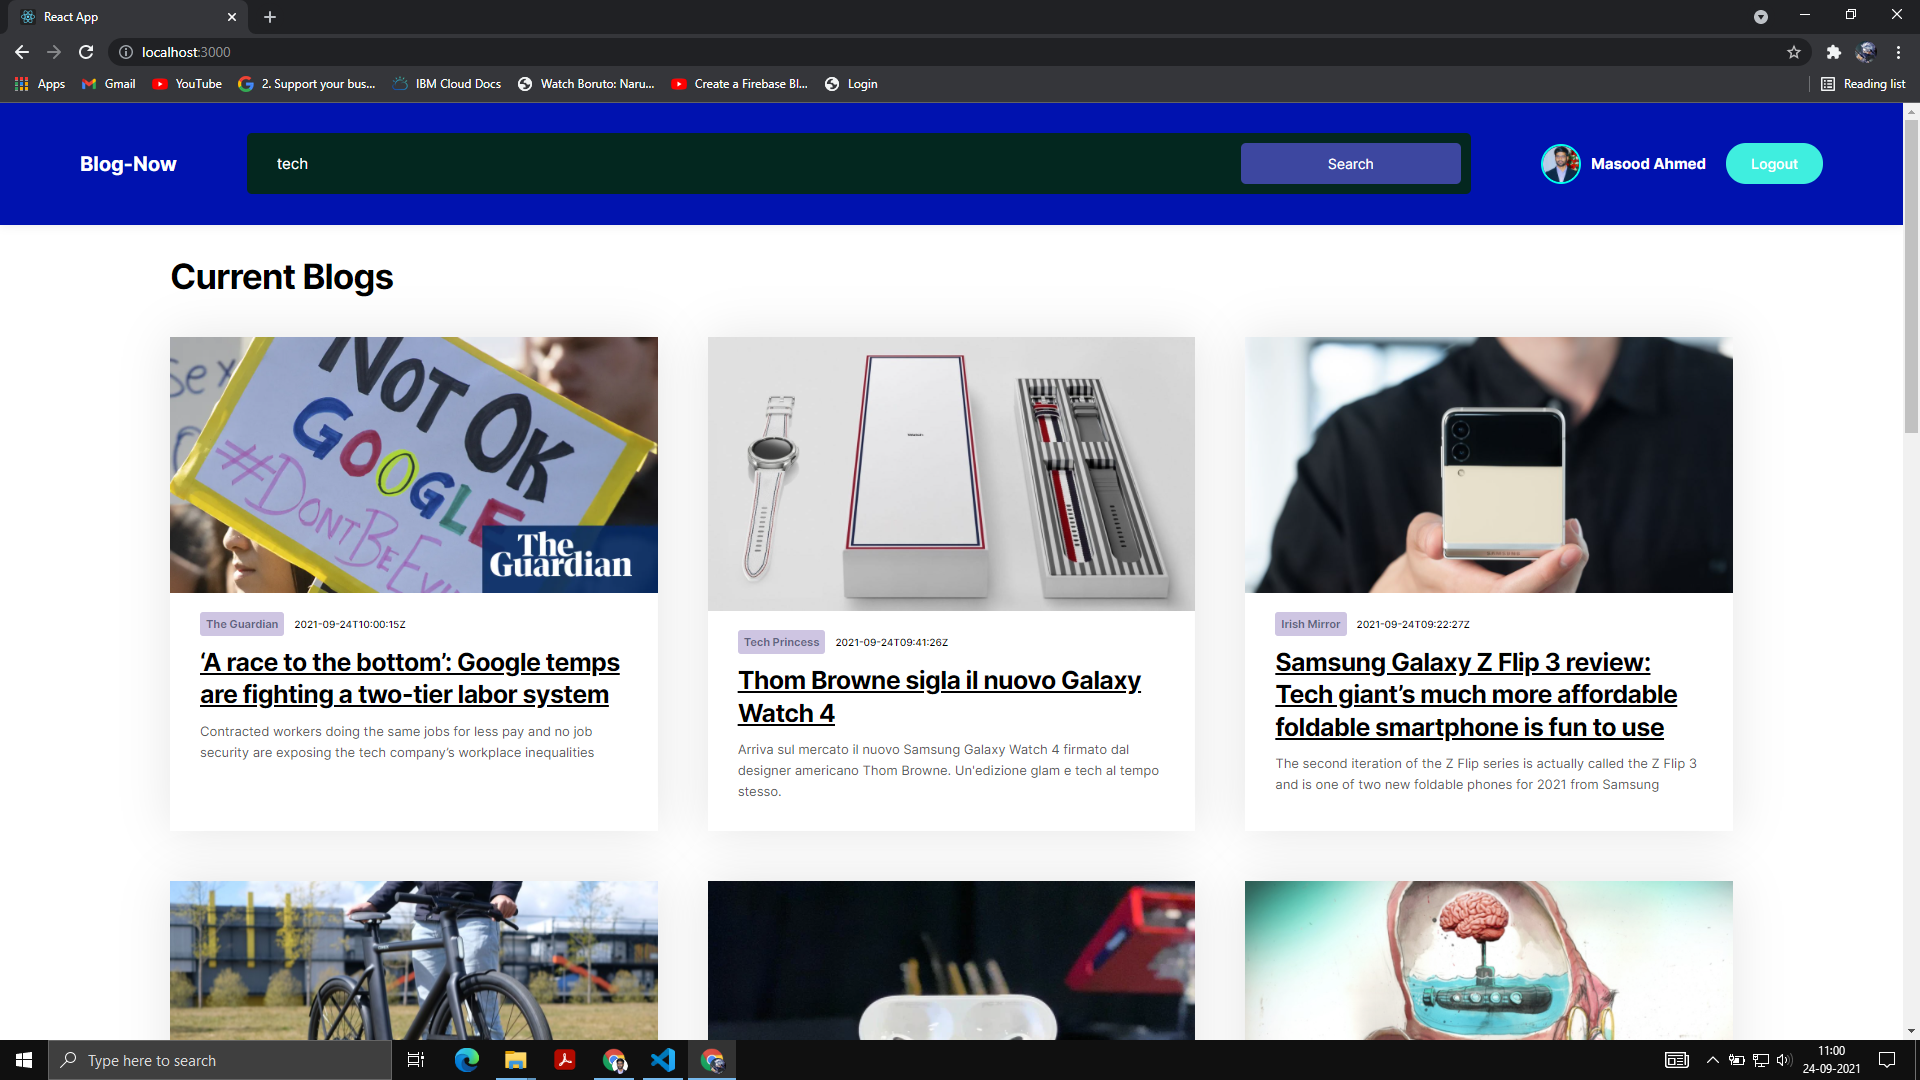 React App
localhost:3000
Apps
Gmail
YouTube
2. Support your bus...
IBM Cloud Docs
Watch Boruto: Naru...
Create a Firebase Bl...
Login
Reading list
Blog-Now
tech
Search
Masood Ahmed
Logout
Current Blogs
NOT OK
GOOGLE
#DONTBEEVI
The
Guardian
The Guardian
2021-09-24T10:00:15Z
‘A race to the bottom’: Google temps
are fighting a two-tier labor system
Contracted workers doing the same jobs for less pay and no job
security are exposing the tech company’s workplace inequalities
Tech Princess
2021-09-24T09:41:26Z
Thom Browne sigla il nuovo Galaxy
Watch 4
Arriva sul mercato il nuovo Samsung Galaxy Watch 4 firmato dal
designer americano Thom Browne. Un'edizione glam e tech al tempo
stesso.
Irish Mirror
2021-09-24T09:22:27Z
Samsung Galaxy Z Flip 3 review:
Tech giant’s much more affordable
foldable smartphone is fun to use
The second iteration of the Z Flip series is actually called the Z Flip 3
and is one of two new foldable phones for 2021 from Samsung
Type here to search
11:00
24-09-2021